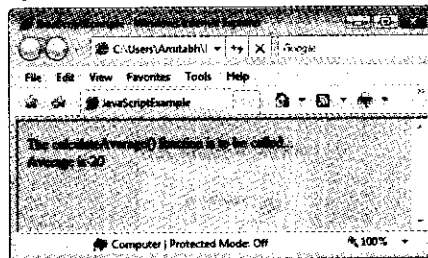 C:\Users\Amitabh\I
Google
File Edit View Favorites Tools Help
JavaScriptExample
The calculateAverage() function is to be called...
Average is 20
Computer | Protected Mode: Off
100%